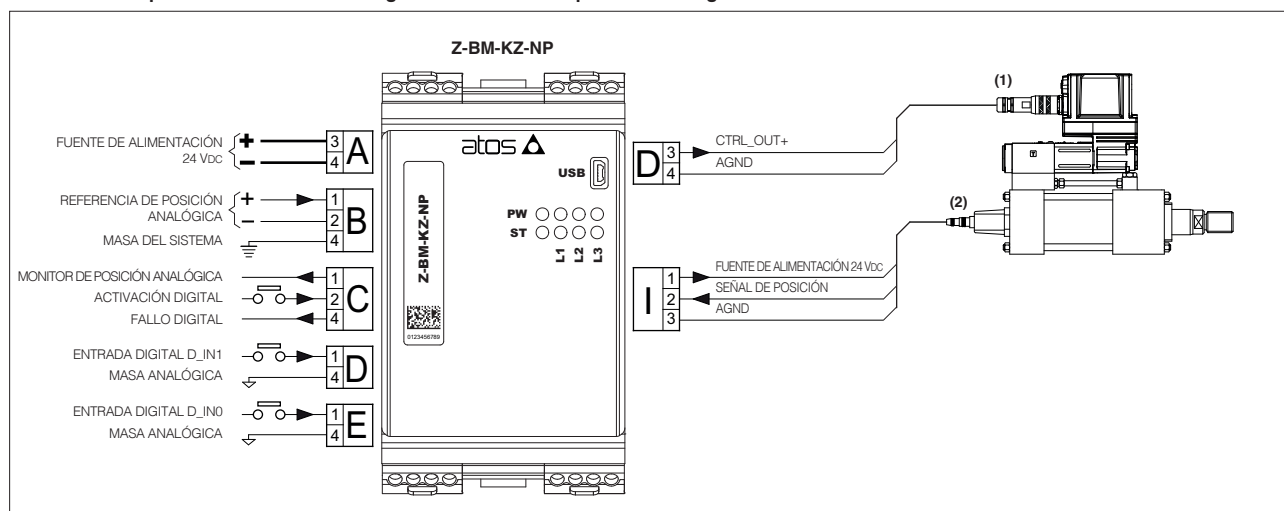 Z-BM-KZ-NP
FUENTE DE ALIMENTACIÓN
24 VDC
+
−
3
4
A
REFERENCIA DE POSICIÓN
ANALÓGICA
+
−
MASA DEL SISTEMA
1
2
4
B
MONITOR DE POSICIÓN ANALÓGICA
ACTIVACIÓN DIGITAL
FALLO DIGITAL
1
2
4
C
ENTRADA DIGITAL D_IN1
MASA ANALÓGICA
1
4
D
ENTRADA DIGITAL D_IN0
MASA ANALÓGICA
1
4
E
atos
USB
PW
ST
L1
L2
L3
Z-BM-KZ-NP
0123456789
D
3
4
CTRL_OUT+
AGND
I
1
2
3
FUENTE DE ALIMENTACIÓN 24 VDC
SEÑAL DE POSICIÓN
AGND
(1)
(2)